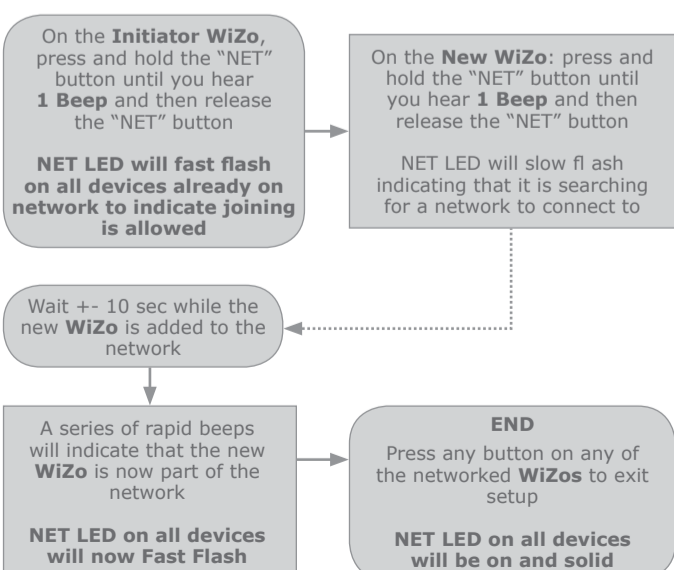 On the Initiator WiZo,
press and hold the “NET”
button until you hear
1 Beep and then release
the “NET” button
NET LED will fast flash
on all devices already on
network to indicate joining
is allowed
On the New WiZo: press and
hold the “NET” button until
you hear 1 Beep and then
release the “NET” button
NET LED will slow fl ash
indicating that it is searching
for a network to connect to
Wait +- 10 sec while the
new WiZo is added to the
network
A series of rapid beeps
will indicate that the new
WiZo is now part of the
network
NET LED on all devices
will now Fast Flash
END
Press any button on any of
the networked WiZos to exit
setup
NET LED on all devices
will be on and solid